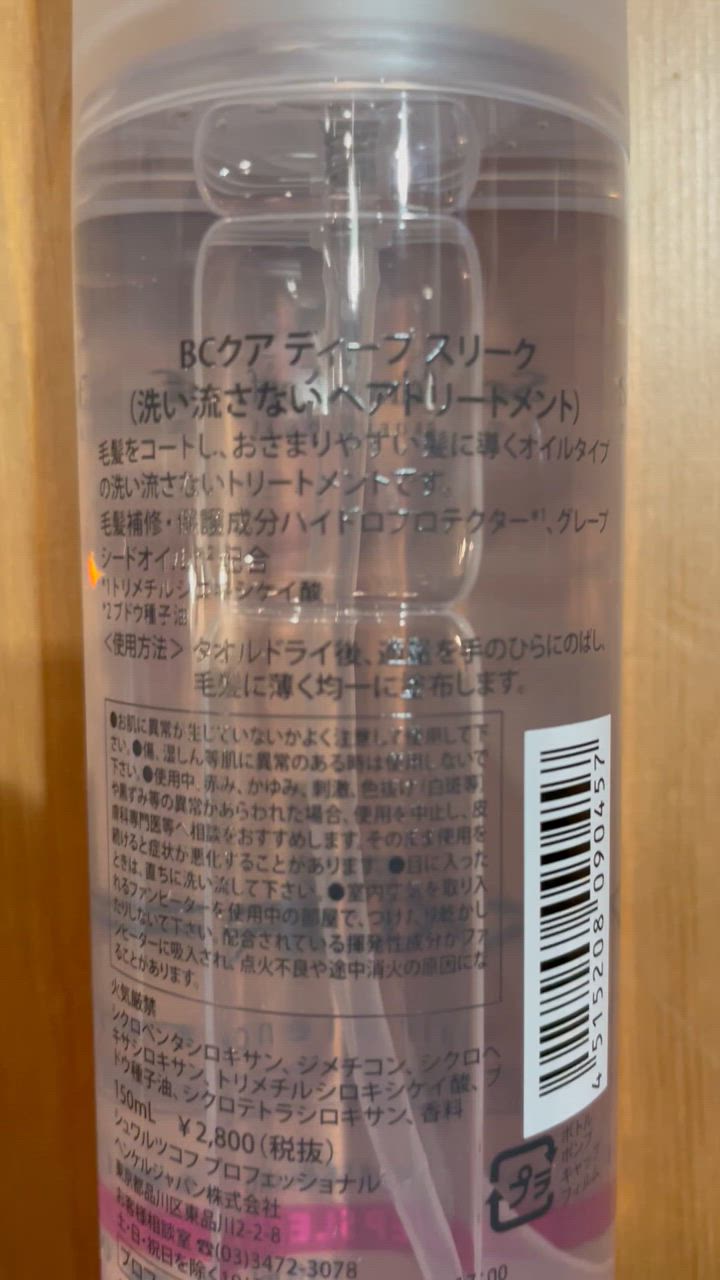 BCクア ディープ スリーク
(洗い流さないヘアトリートメント)
毛髪をコートし、おさまりやすい髪に導くオイルタイプ
の洗い流さないトリートメントです。
毛髪補修・保護成分ハイドロプロテクター*1、グレープ
シードオイル*2配合
*1トリメチルシロキシケイ酸
*2ブドウ種子油
<使用方法> タオルドライ後、適量を手のひらにのばし、
毛髪に薄く均一に塗布します。
●お肌に異常が生じていないかよく注意して使用して下
さい。●傷、湿しん等肌に異常のある時は使用しないで
下さい。●使用中、赤み、かゆみ、刺激、色抜け(白斑等)
や黒ずみ等の異常があらわれた場合、使用を中止し、皮
膚科専門医等へ相談をおすすめします。そのまま使用を
続けると症状が悪化することがあります。●目に入った
ときは、直ちに洗い流して下さい。●室内空気を取り入
れるファンヒーターを使用中の部屋で、つけたり乾かし
たりしないで下さい。配合されている揮発性成分がファ
ンヒーターに吸入され、点火不良や途中消火の原因にな
ることがあります。
火気厳禁
シクロペンタシロキサン、ジメチコン、シクロヘ
キサシロキサン、トリメチルシロキシケイ酸、ブ
ドウ種子油、シクロテトラシロキサン、香料
150mL ¥2,800(税抜)
シュワルツコフ プロフェッショナル
ヘンケルジャパン株式会社
東京都品川区東品川2-2-8
お客様相談室 ☎(03)3472-3078
土・日・祝日を除く
4 515208 090457
プラ
ボトル
ポンプ
キャップ
フィルム